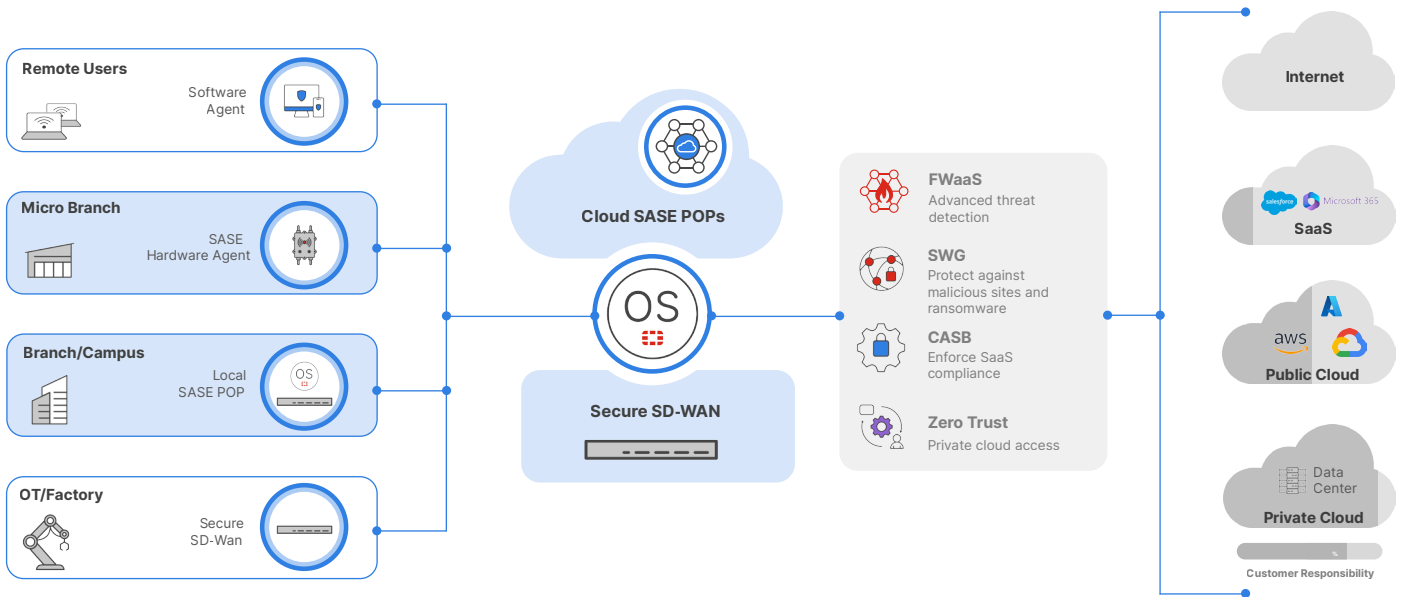 Remote Users
Software
Agent
Micro Branch
SASE
Hardware Agent
Branch/Campus
Local
SASE POP
OS
OT/Factory
Secure
SD-Wan
Cloud SASE POPs
OS
Secure SD-WAN
FWaaS
Advanced threat
detection
SWG
Protect against
malicious sites and
ransomware
CASB
Enforce SaaS
compliance
Zero Trust
Private cloud access
Internet
salesforce
Microsoft 365
SaaS
aws
Public Cloud
Data
Center
Private Cloud
%
Customer Responsibility